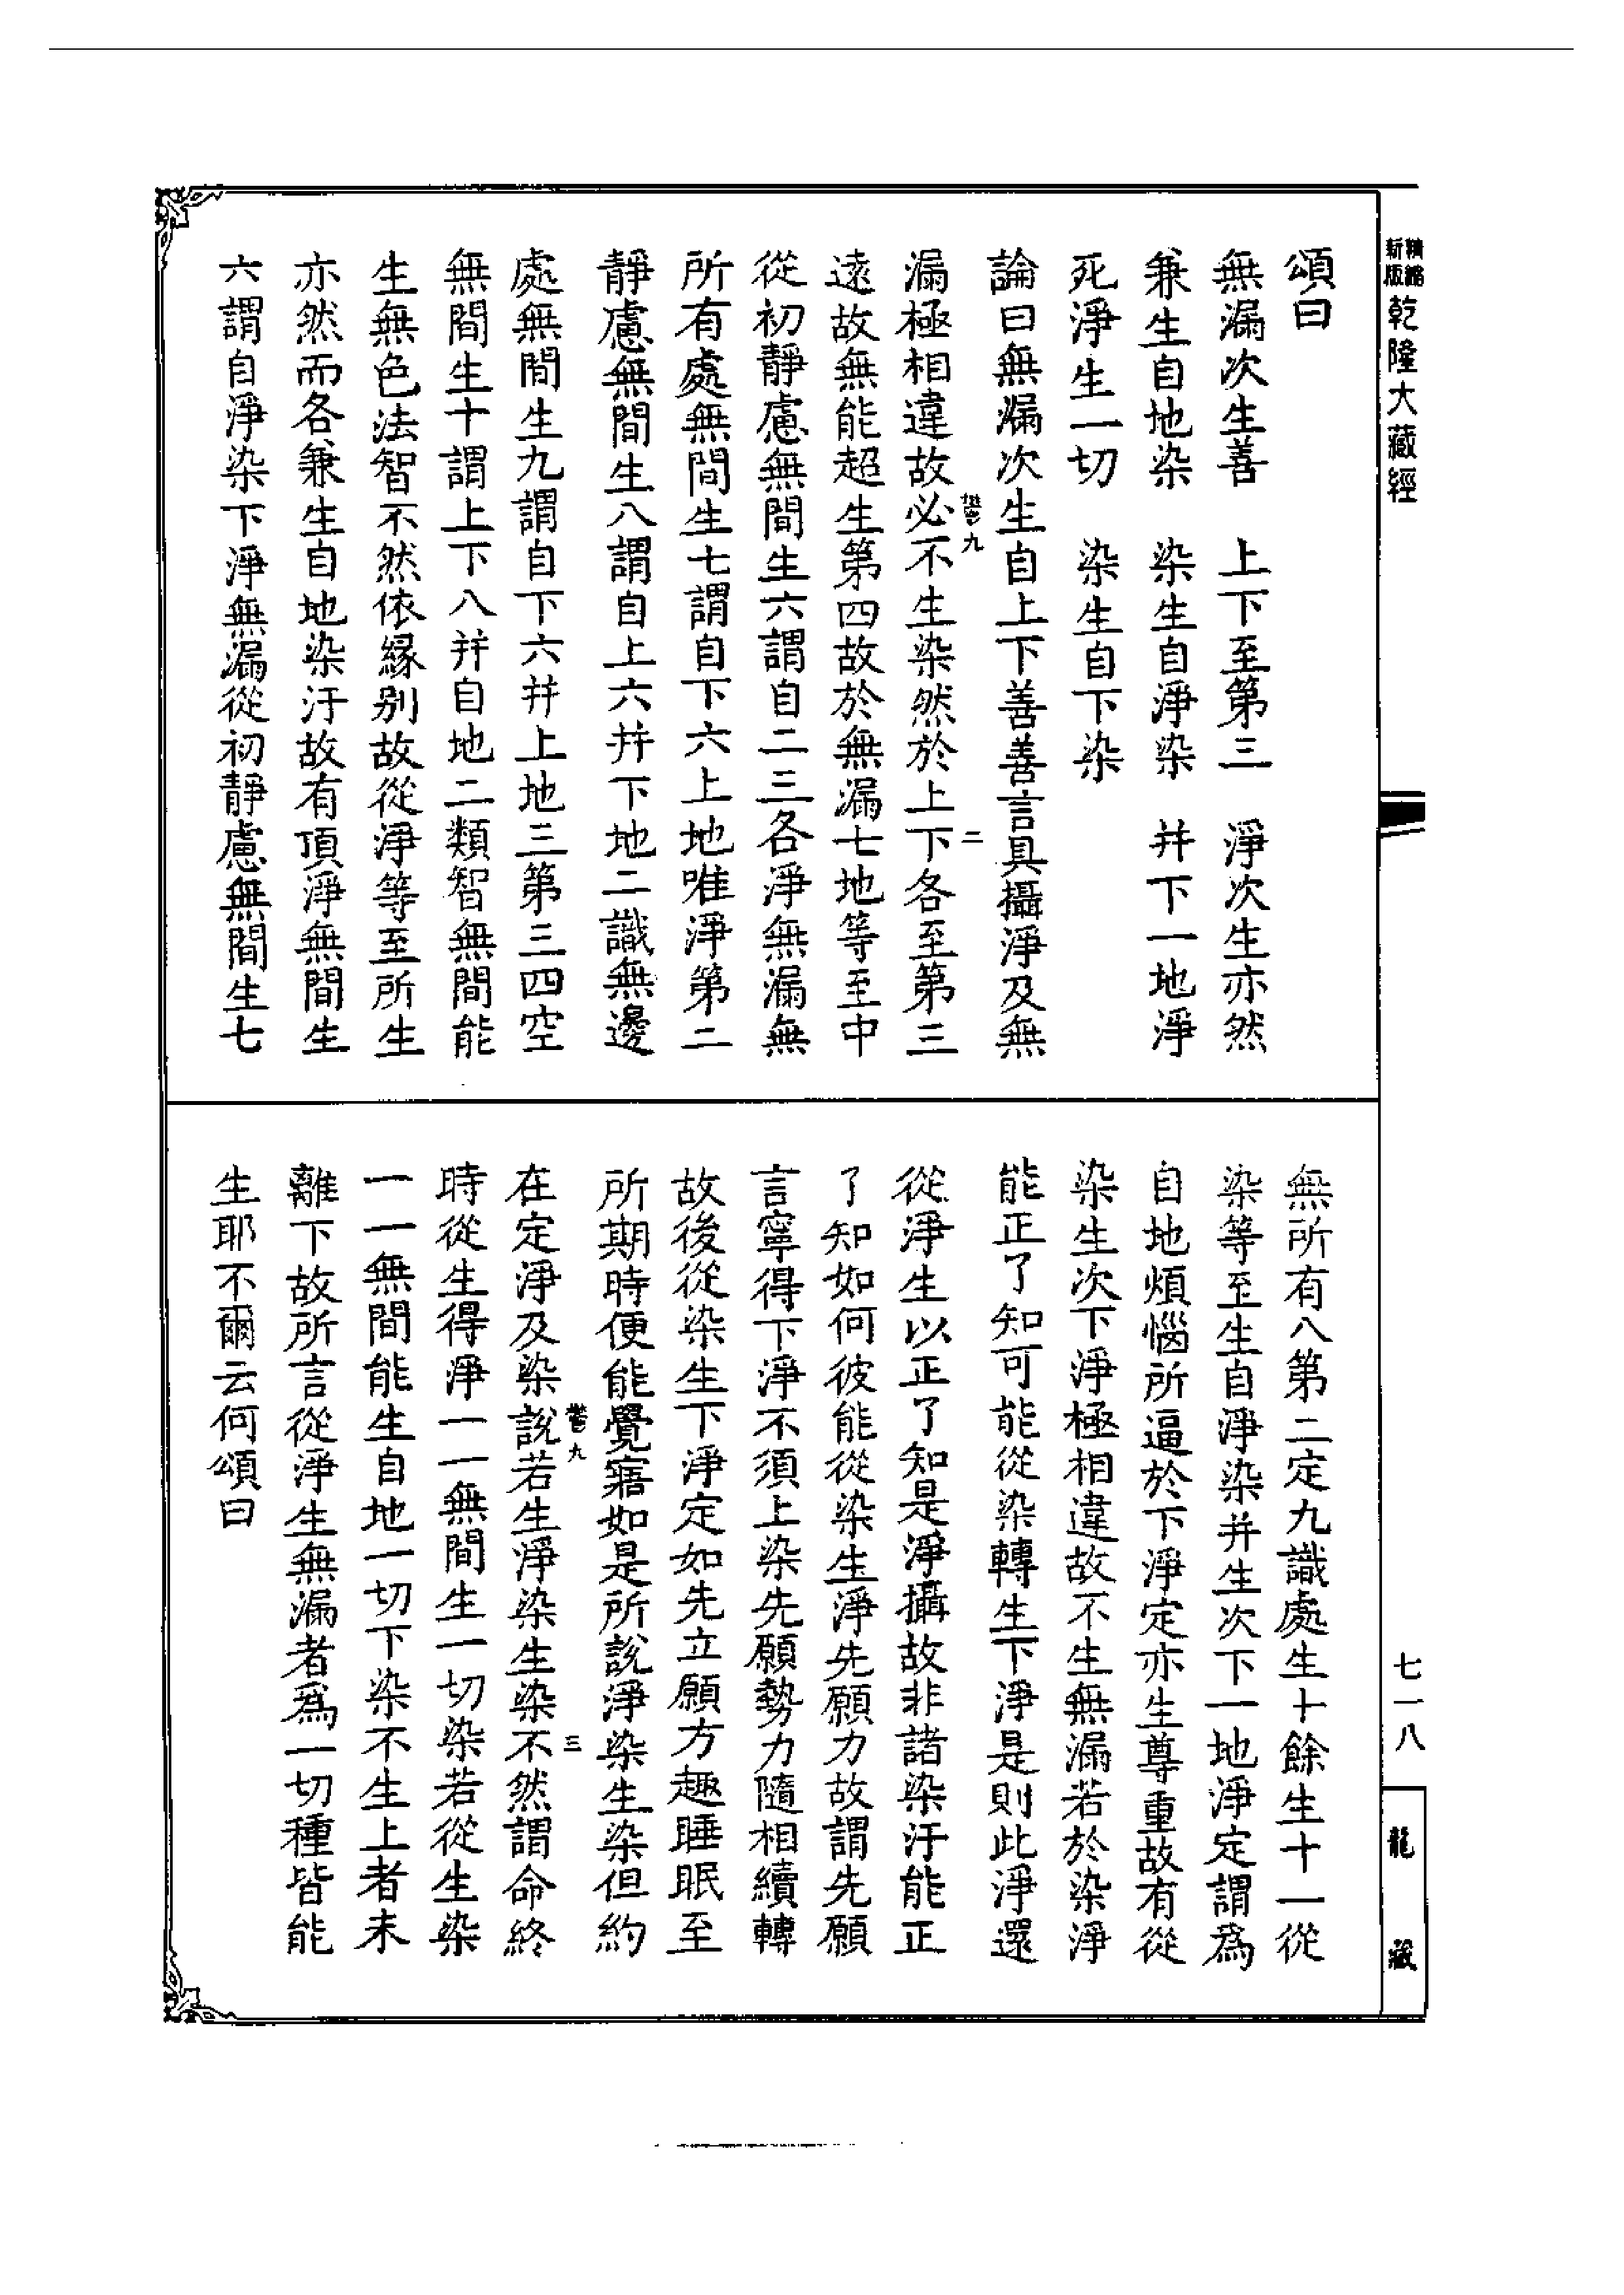 精縮新版
乾隆大藏經
七一八
龍藏
頌曰
無漏次生善　上下至第三　淨次生亦然
兼生自地染　染生自淨染　并下一地淨
死淨生一切　染生自下染
論曰無漏次生自上下善善言具攝淨及無
漏極相違故必不生染然於上下各至第三
鬱九
二
遠故無能超生第四故於無漏七地等至中
從初靜慮無間生六謂自二三各淨無漏無
所有處無間生七謂自下六上地唯淨第二
靜慮無間生八謂自上六并下地二識無邊
處無間生九謂自下六并上地三第三四空
無間生十謂上下八并自地二類智無間能
生無色法智不然依緣別故從淨等至所生
亦然而各兼生自地染汙故有頂淨無間生
六謂自淨染下淨無漏從初靜慮無間生七
無所有八第二定九識處生十餘生十一從
染等至生自淨染并生次下一地淨定謂爲
自地煩惱所逼於下淨定亦生尊重故有從
染生次下淨極相違故不生無漏若於染淨
能正了知可能從染轉生下淨是則此淨還
從淨生以正了知是淨攝故非諸染汙能正
了知如何彼能從染生淨先願力故謂先願
言寧得下淨不須上染先願勢力隨相續轉
故後從染生下淨定如先立願方趣睡眠至
所期時便能覺寤如是所說淨染生染但約
鬱九
三
在定淨及染說若生淨染生染不然謂命終
時從生得淨一一無間生一切染若從生染
一一無間能生自地一切下染不生上者未
離下故所言從淨生無漏者爲一切種皆能
生耶不爾云何頌曰